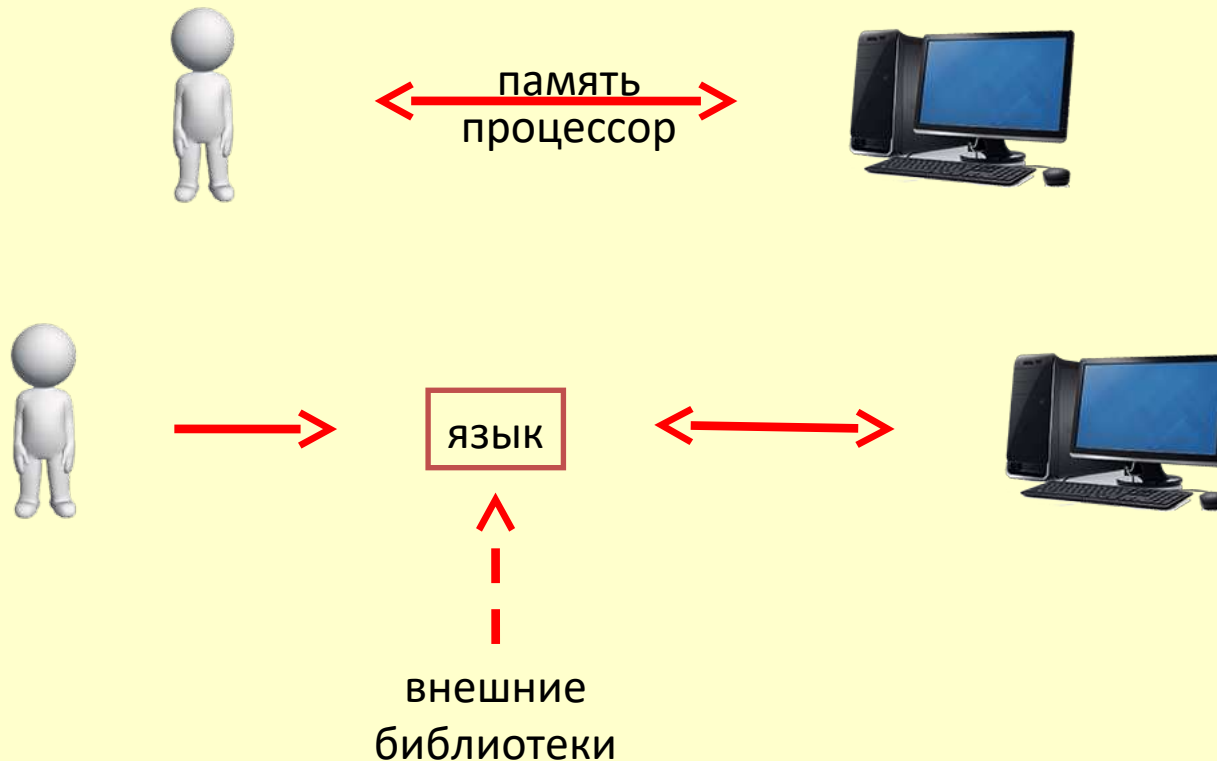 память
процессор
язык
внешние
библиотеки